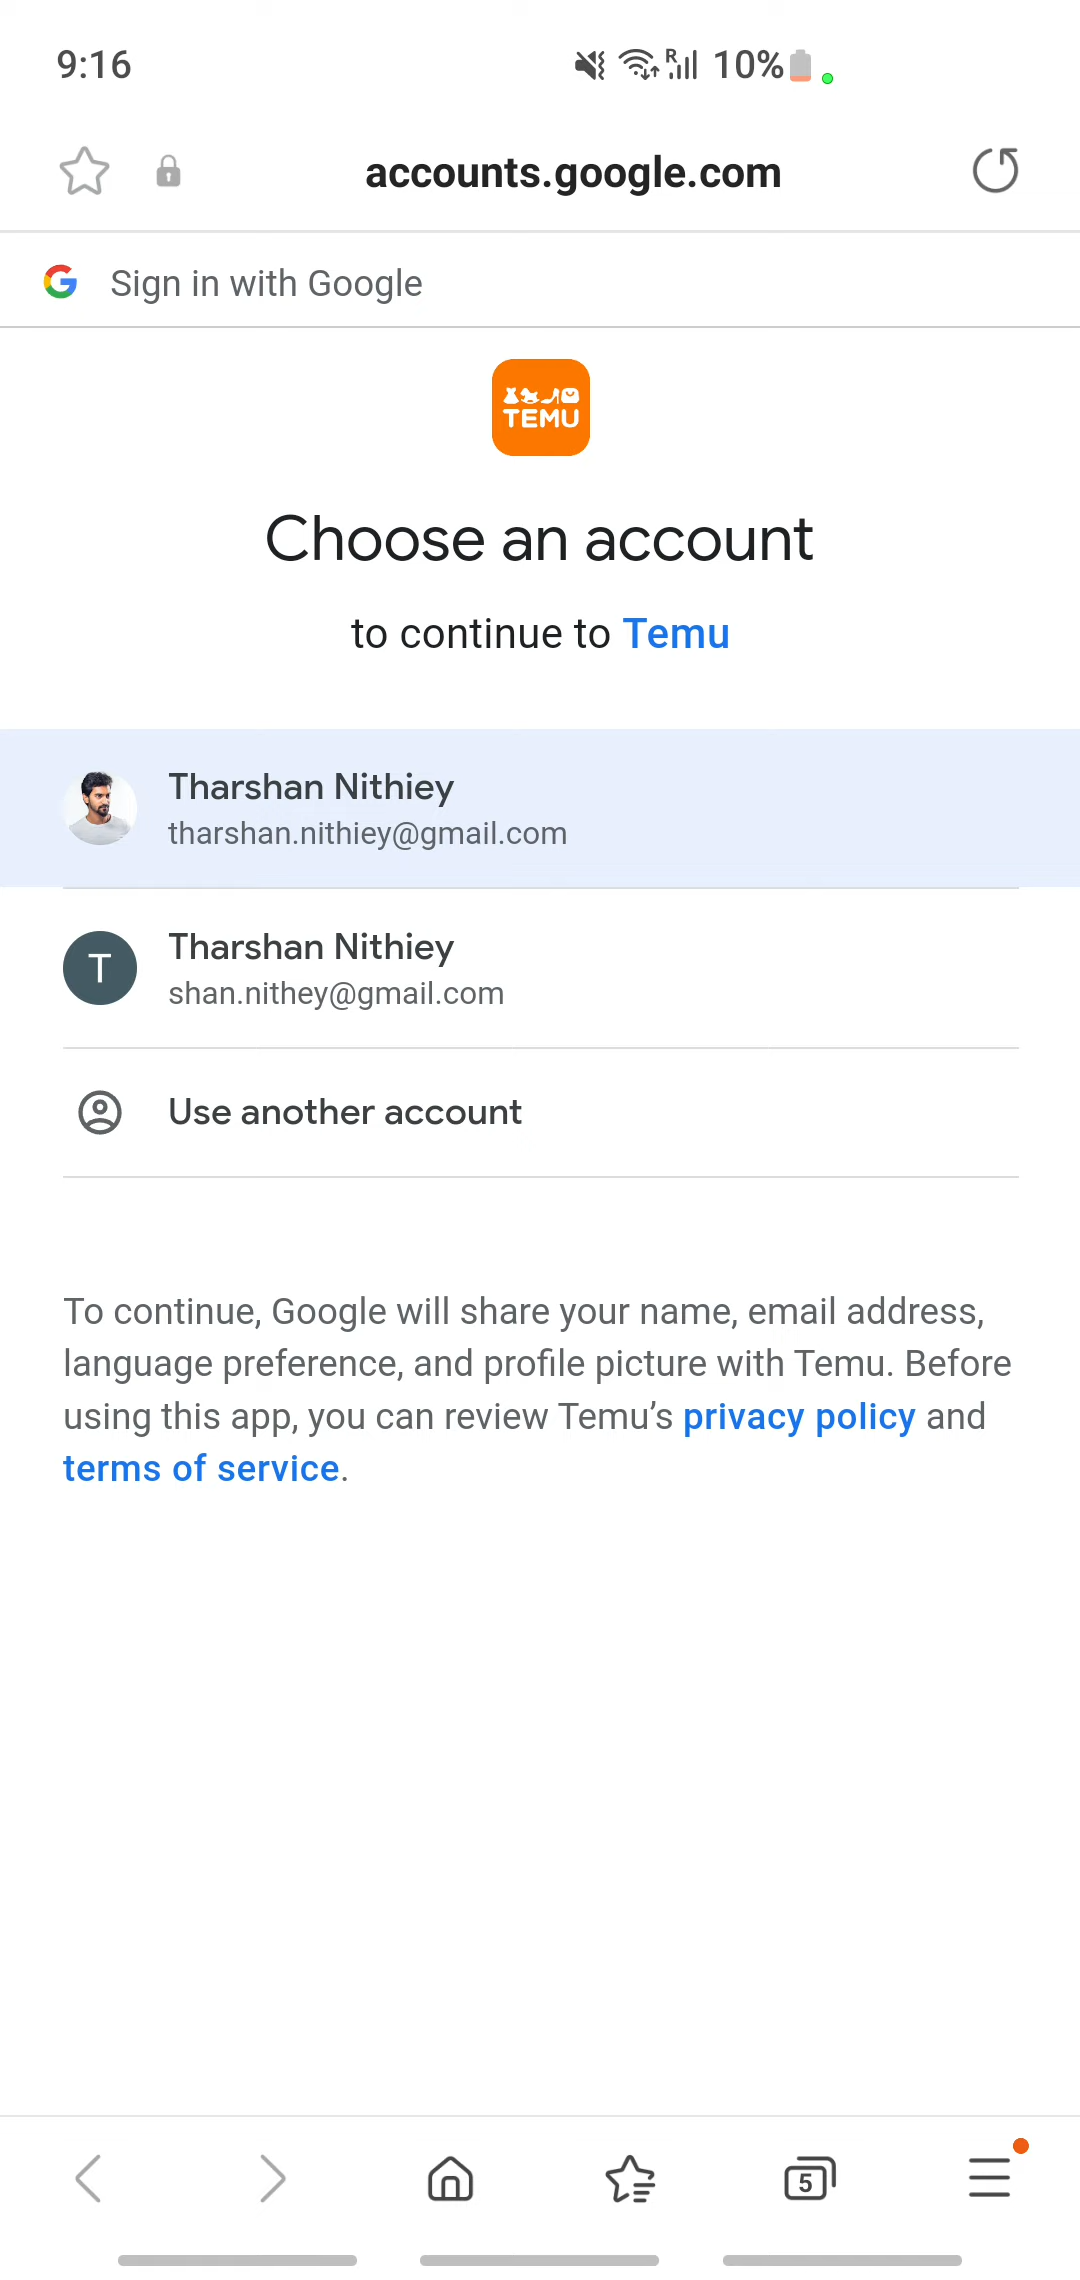 9:16
R
10%
accounts.google.com
Sign in with Google
TEMU
Choose an account
to continue to Temu
Tharshan Nithiey
tharshan.nithiey@gmail.com
T
Tharshan Nithiey
shan.nithey@gmail.com
Use another account
To continue, Google will share your name, email address,
language preference, and profile picture with Temu. Before
using this app, you can review Temu’s privacy policy and
terms of service.
5